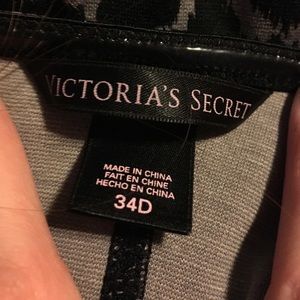 VICTORIA'S SECRET
MADE IN CHINA
FAIT EN CHINE
HECHO EN CHINA
34D